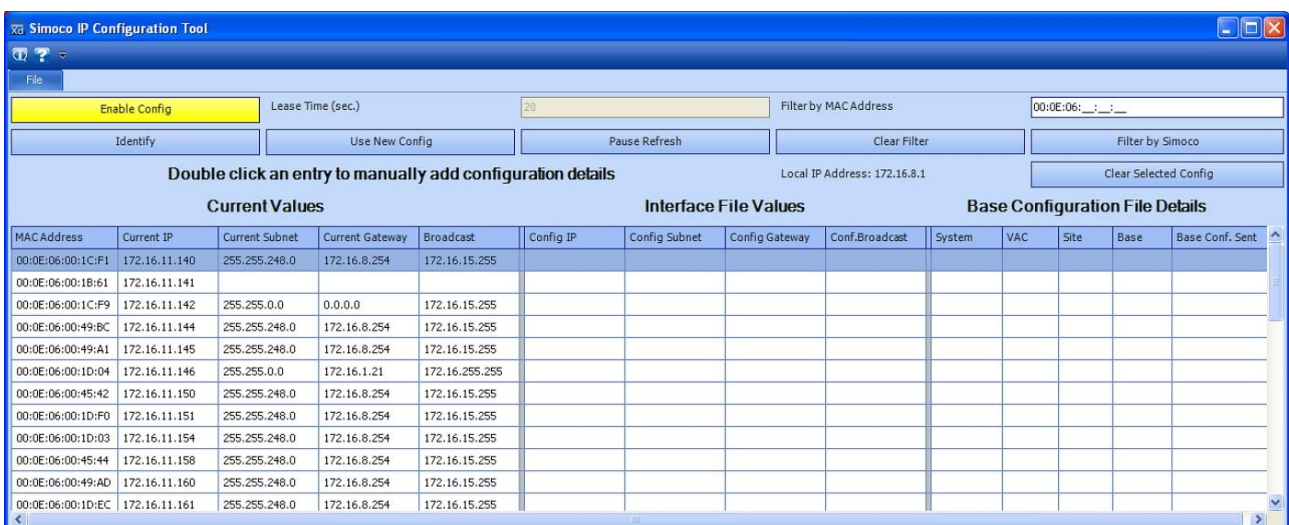 Simoco IP Configuration Tool
File
Enable Config Lease Time (sec.) 20 Filter by MAC Address 00:0E:06:__:__:__
Identify Use New Config Pause Refresh Clear Filter Filter by Simoco
Double click an entry to manually add configuration details Local IP Address: 172.16.8.1 Clear Selected Config
Current Values Interface File Values Base Configuration File Details
MAC Address Current IP Current Subnet Current Gateway Broadcast Config IP Config Subnet Config Gateway Conf.Broadcast System VAC Site Base Base Conf. Sent
00:0E:06:00:1C:F1 172.16.11.140 255.255.248.0 172.16.8.254 172.16.15.255
00:0E:06:00:1B:61 172.16.11.141
00:0E:06:00:1C:F9 172.16.11.142 255.255.0.0 0.0.0.0 172.16.15.255
00:0E:06:00:49:BC 172.16.11.144 255.255.248.0 172.16.8.254 172.16.15.255
00:0E:06:00:49:A1 172.16.11.145 255.255.248.0 172.16.8.254 172.16.15.255
00:0E:06:00:1D:04 172.16.11.146 255.255.0.0 172.16.1.21 172.16.255.255
00:0E:06:00:45:42 172.16.11.150 255.255.248.0 172.16.8.254 172.16.15.255
00:0E:06:00:1D:F0 172.16.11.151 255.255.248.0 172.16.8.254 172.16.15.255
00:0E:06:00:1D:03 172.16.11.154 255.255.248.0 172.16.8.254 172.16.15.255
00:0E:06:00:45:44 172.16.11.158 255.255.248.0 172.16.8.254 172.16.15.255
00:0E:06:00:49:AD 172.16.11.160 255.255.248.0 172.16.8.254 172.16.15.255
00:0E:06:00:1D:EC 172.16.11.161 255.255.248.0 172.16.8.254 172.16.15.255